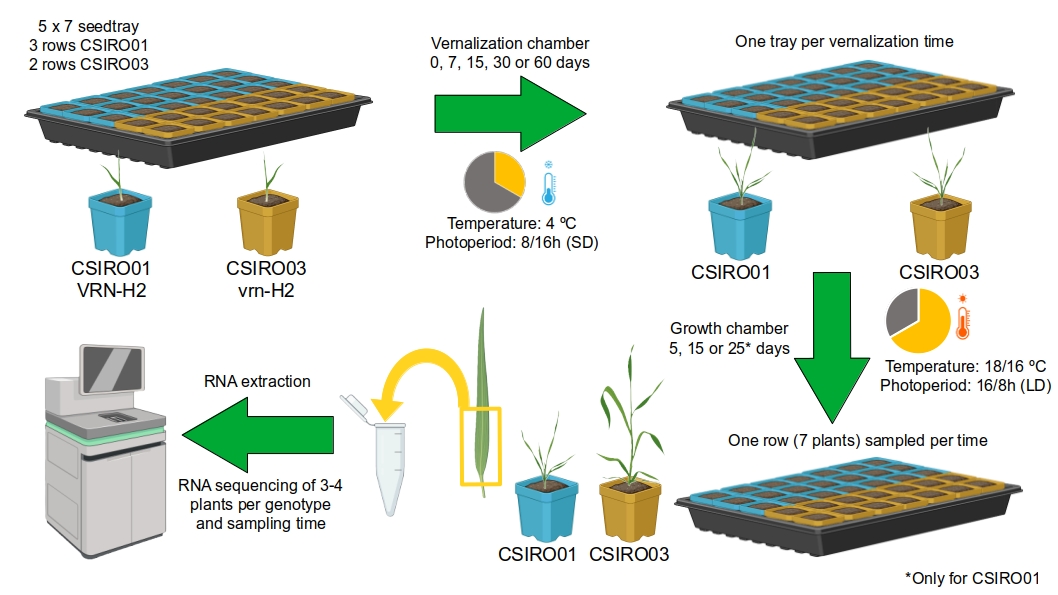 5 x 7 seedtray
3 rows CSIRO01
2 rows CSIRO03
Vernalization chamber
0, 7, 15, 30 or 60 days
One tray per vernalization time
Temperature: 4 ºC
Photoperiod: 8/16h (SD)
CSIRO01
VRN-H2
CSIRO03
vrn-H2
CSIRO01
CSIRO03
Growth chamber
5, 15 or 25* days
Temperature: 18/16 ºC
Photoperiod: 16/8h (LD)
One row (7 plants) sampled per time
RNA extraction
RNA sequencing of 3-4
plants per genotype
and sampling time
CSIRO01
CSIRO03
*Only for CSIRO01